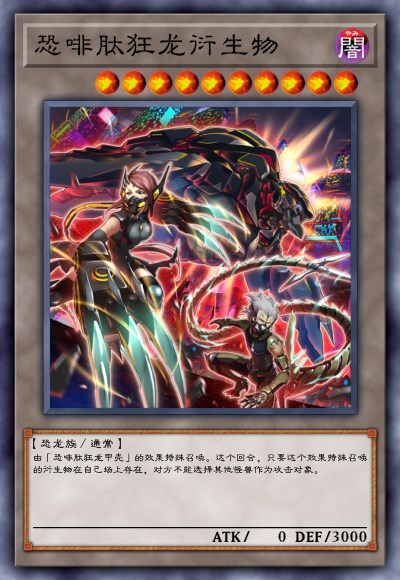 恐啡肽狂龙衍生物
やみ
闇
【恐龙族／通常】
由「恐啡肽狂龙甲壳」的效果特殊召唤。这个回合，只要这个效果特殊召唤
的衍生物在自己场上存在，对方不能选择其他怪兽作为攻击对象。
ATK/ 0 DEF/3000